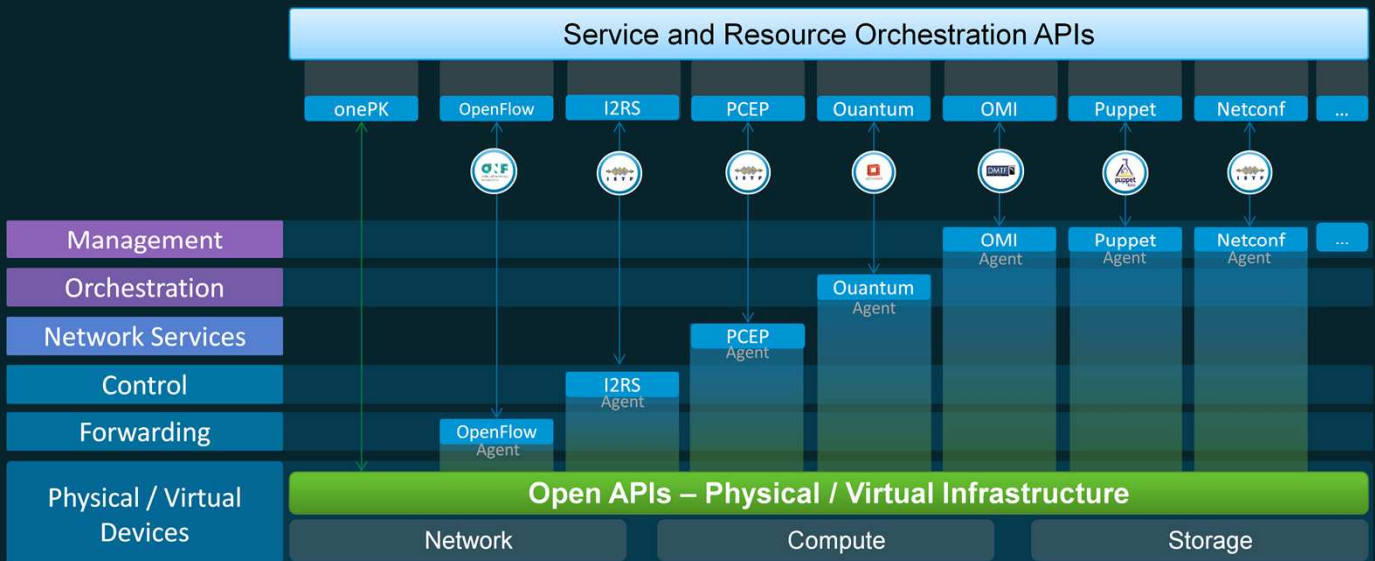 Service and Resource Orchestration APIs
onePK
OpenFlow
I2RS
PCEP
Ouantum
OMI
Puppet
Netconf
...
DMTF
puppet
Management
OMI
Agent
Puppet
Agent
Netconf
Agent
...
Orchestration
Ouantum
Agent
Network Services
PCEP
Agent
Control
I2RS
Agent
Forwarding
OpenFlow
Agent
Physical / Virtual
Devices
Open APIs – Physical / Virtual Infrastructure
Network
Compute
Storage